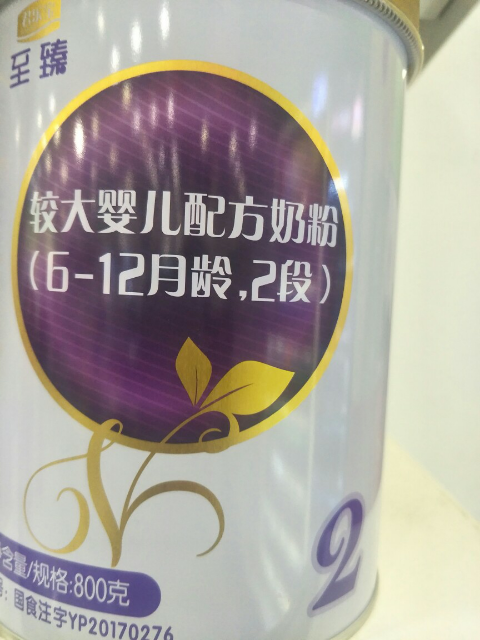 至臻
较大婴儿配方奶粉
(6-12月龄,2段)
2
含量/规格:800克
: 国食注字YP20170276